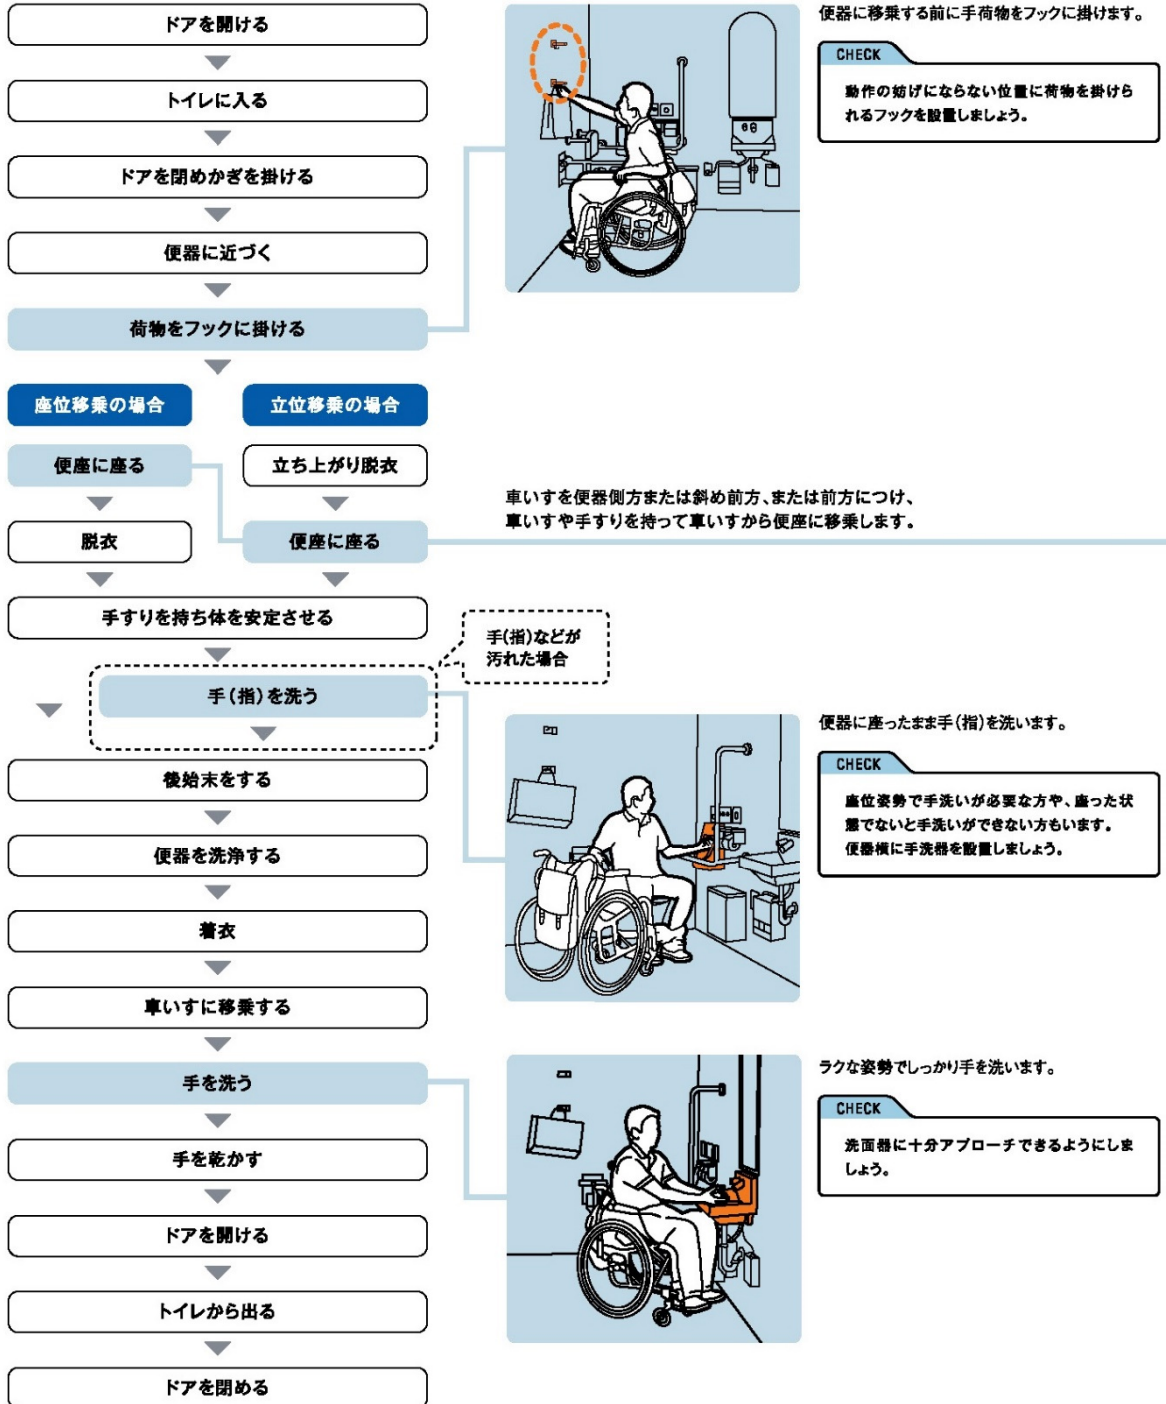 ドアを開ける
トイレに入る
ドアを閉めかぎを掛ける
便器に近づく
荷物をフックに掛ける
便器に移乗する前に手荷物をフックに掛けます。
CHECK
動作の妨げにならない位置に荷物を掛けら
れるフックを設置しましょう。
座位移乗の場合
立位移乗の場合
便座に座る
立ち上がり脱衣
脱衣
便座に座る
車いすを便器側方または斜め前方、または前方につけ、
車いすや手すりを持って車いすから便座に移乗します。
手すりを持ち体を安定させる
手(指)などが
汚れた場合
手(指)を洗う
後始末をする
便器を洗浄する
着衣
車いすに移乗する
便器に座ったまま手(指)を洗います。
CHECK
座位姿勢で手洗いが必要な方や、座った状
態でないと手洗いができない方もいます。
便器横に手洗器を設置しましょう。
手を洗う
手を乾かす
ドアを開ける
トイレから出る
ドアを閉める
ラクな姿勢でしっかり手を洗います。
CHECK
洗面器に十分アプローチできるようにしま
しょう。